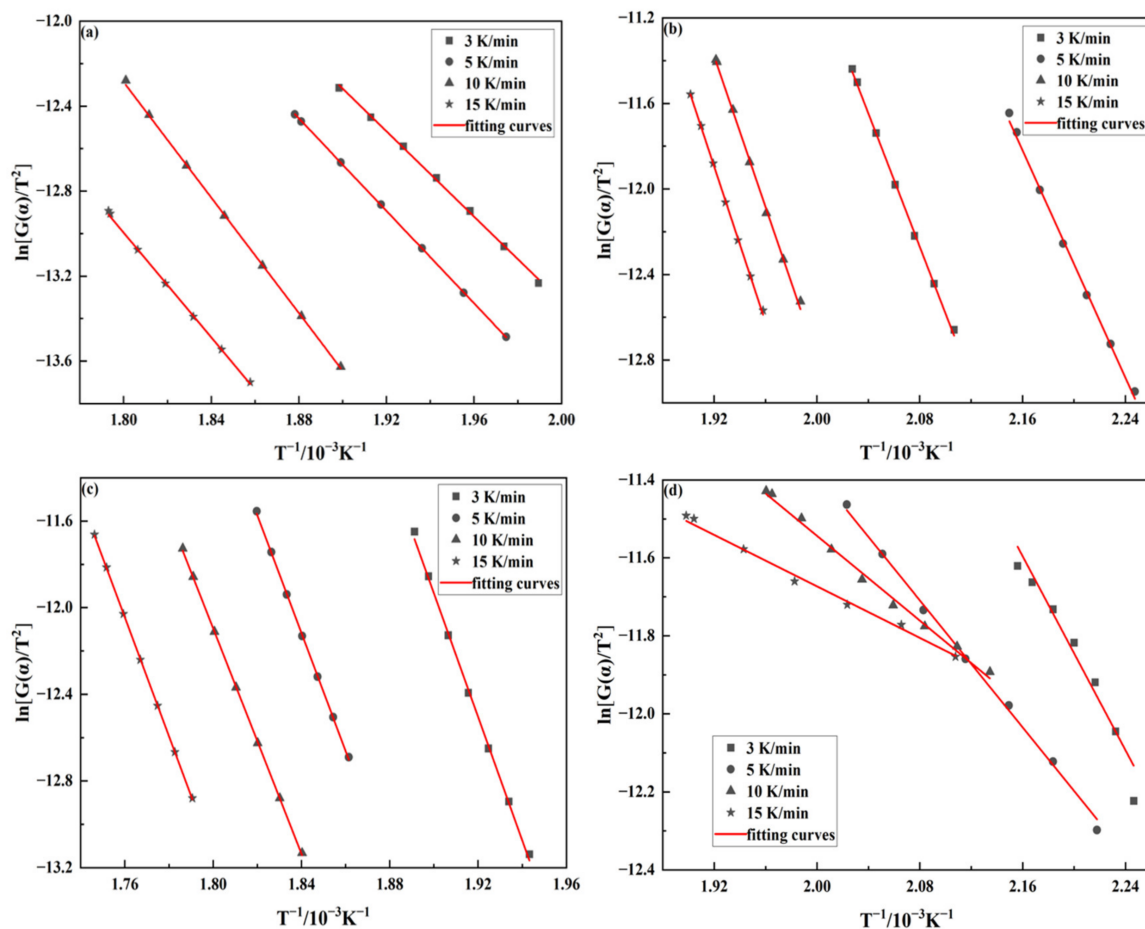 (a)
3 K/min
5 K/min
10 K/min
15 K/min
fitting curves
−12.0
−12.4
−12.8
−13.2
−13.6
ln[G(α)/T²]
1.80
1.84
1.88
1.92
1.96
2.00
T⁻¹/10⁻³K⁻¹
(b)
3 K/min
5 K/min
10 K/min
15 K/min
fitting curves
−11.2
−11.6
−12.0
−12.4
−12.8
ln[G(α)/T²]
1.92
2.00
2.08
2.16
2.24
T⁻¹/10⁻³K⁻¹
(c)
3 K/min
5 K/min
10 K/min
15 K/min
fitting curves
−11.6
−12.0
−12.4
−12.8
−13.2
ln[G(α)/T²]
1.76
1.80
1.84
1.88
1.92
1.96
T⁻¹/10⁻³K⁻¹
(d)
−11.4
−11.6
−11.8
−12.0
−12.2
−12.4
ln[G(α)/T²]
3 K/min
5 K/min
10 K/min
15 K/min
fitting curves
1.92
2.00
2.08
2.16
2.24
T⁻¹/10⁻³K⁻¹